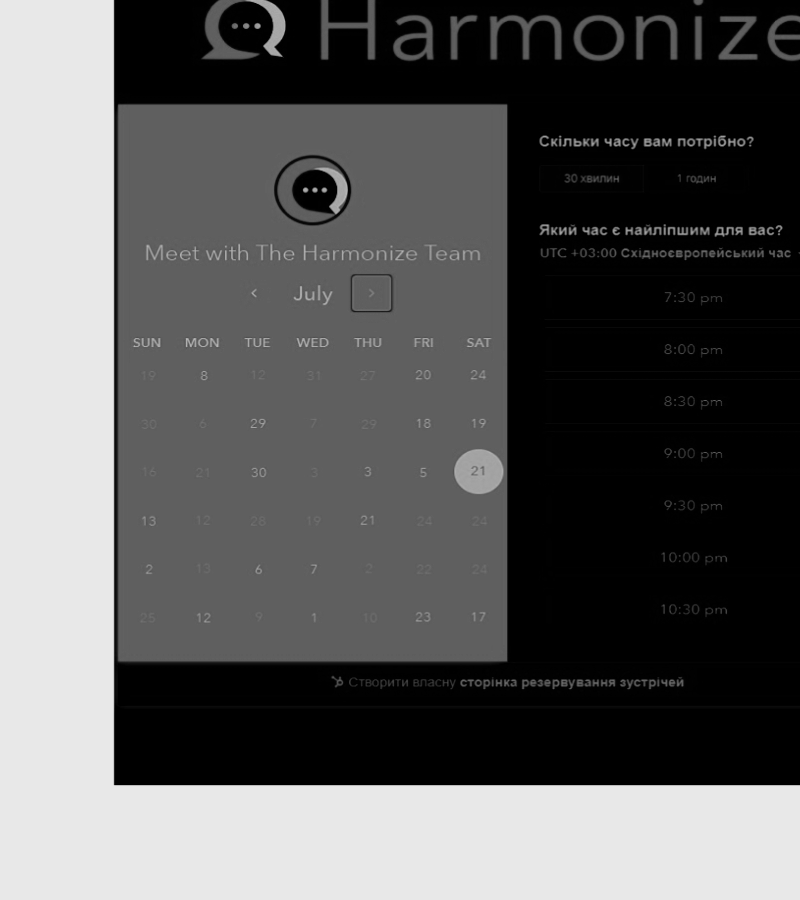 Harmonize
Meet with The Harmonize Team
July
SUN MON TUE WED THU FRI SAT
19 8 12 31 27 20 24
30 6 29 7 29 18 19
16 21 30 3 3 5 21
13 12 28 19 21 24 24
2 13 6 7 2 22 24
25 12 9 1 10 23 17
Скільки часу вам потрібно?
30 хвилин 1 годин
Який час є найліпшим для вас?
UTC +03:00 Східноєвропейський час
7:30 pm
8:00 pm
8:30 pm
9:00 pm
9:30 pm
10:00 pm
10:30 pm
Створити власну сторінка резервування зустрічей